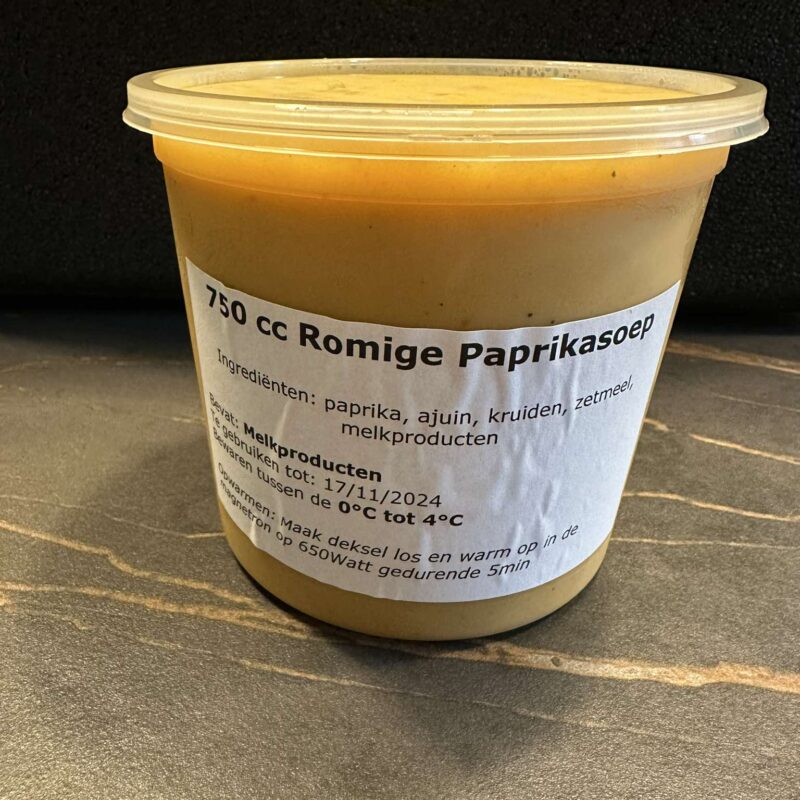 750 cc Romige Paprikasoep
Ingrediënten: paprika, ajuin, kruiden, zetmeel,
melkproducten
Bevat: Melkproducten
Te gebruiken tot: 17/11/2024
Bewaren tussen de 0°C tot 4°C
Opwarmen: Maak deksel los en warm op in de
magnetron op 650Watt gedurende 5min